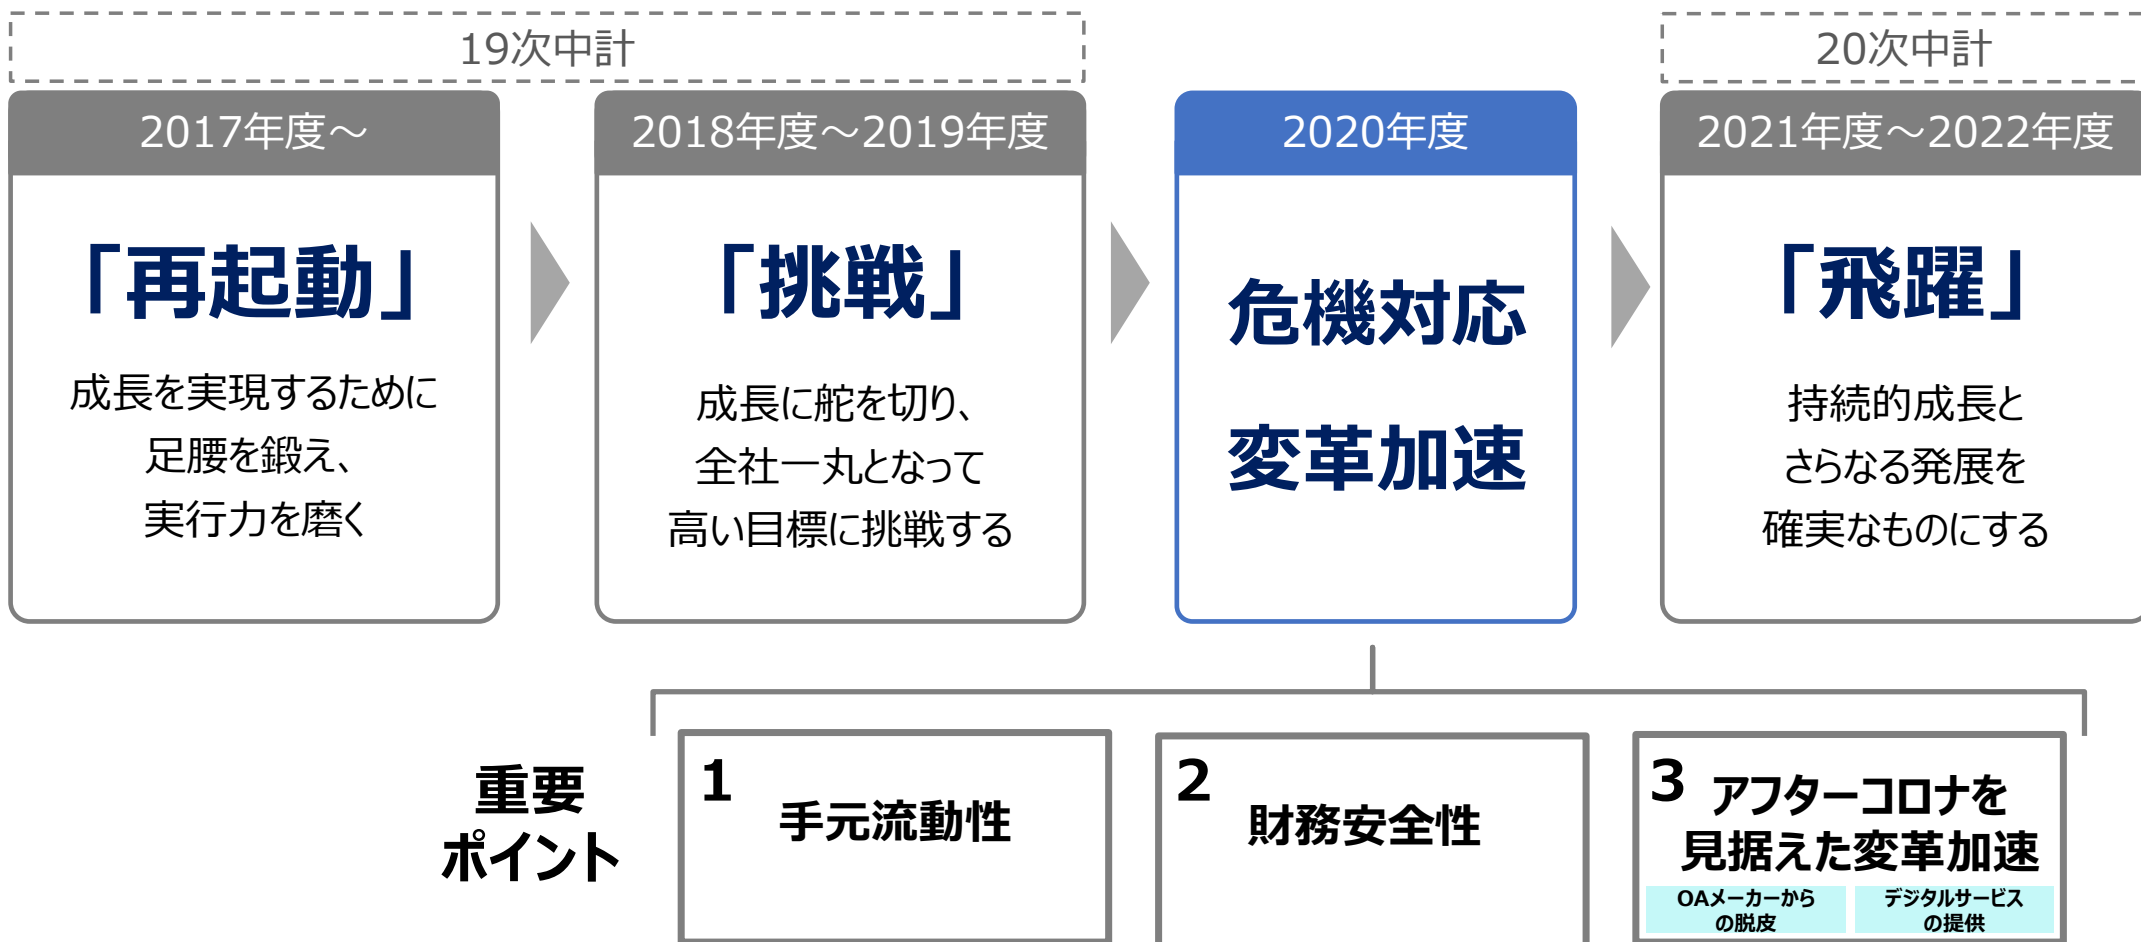 19次中計
20次中計
2017年度～
2018年度～2019年度
2020年度
2021年度～2022年度
「再起動」
成長を実現するために
足腰を鍛え、
実行力を磨く
「挑戦」
成長に舵を切り、
全社一丸となって
高い目標に挑戦する
危機対応
変革加速
「飛躍」
持続的成長と
さらなる発展を
確実なものにする
重要
ポイント
1
手元流動性
2
財務安全性
3
アフターコロナを
見据えた変革加速
OAメーカーから
の脱皮
デジタルサービス
の提供